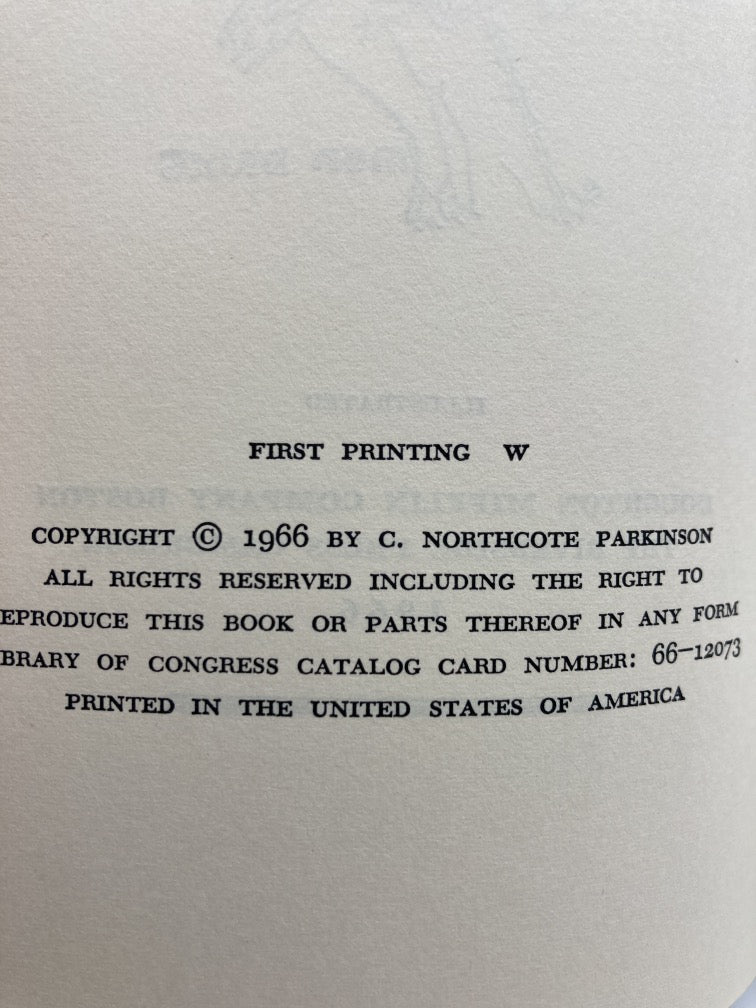 FIRST PRINTING W
COPYRIGHT © 1966 BY C. NORTHCOTE PARKINSON
ALL RIGHTS RESERVED INCLUDING THE RIGHT TO
EPRODUCE THIS BOOK OR PARTS THEREOF IN ANY FORM
BRARY OF CONGRESS CATALOG CARD NUMBER: 66-12073
PRINTED IN THE UNITED STATES OF AMERICA